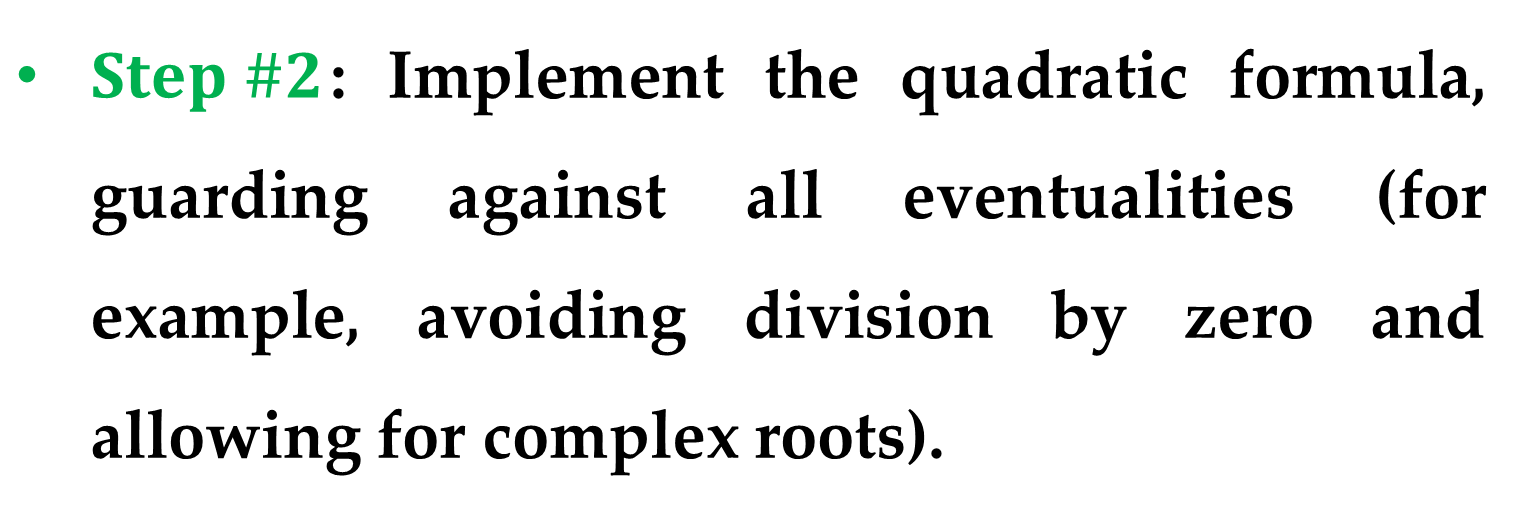 • Step #2: Implement the quadratic formula,
guarding against all eventualities (for
example, avoiding division by zero and
allowing for complex roots).